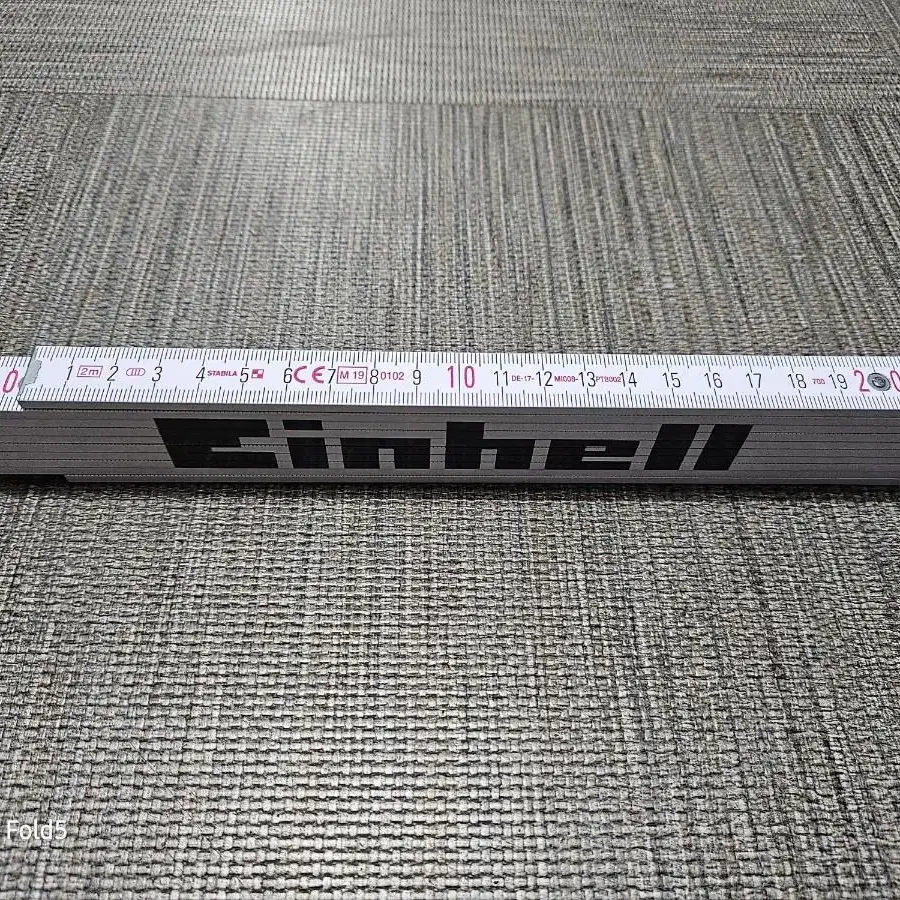 0 1 2m 2 III 3 4 STABILA 5 6 CE 7 M 19 8 0102 9 10 11 DE-17- 12 MI008- 13 PTB002 14 15 16 17 18 700 19 20
Einhell
Fold5